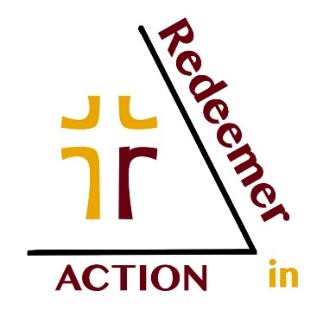 Redeemer
r
in
ACTION